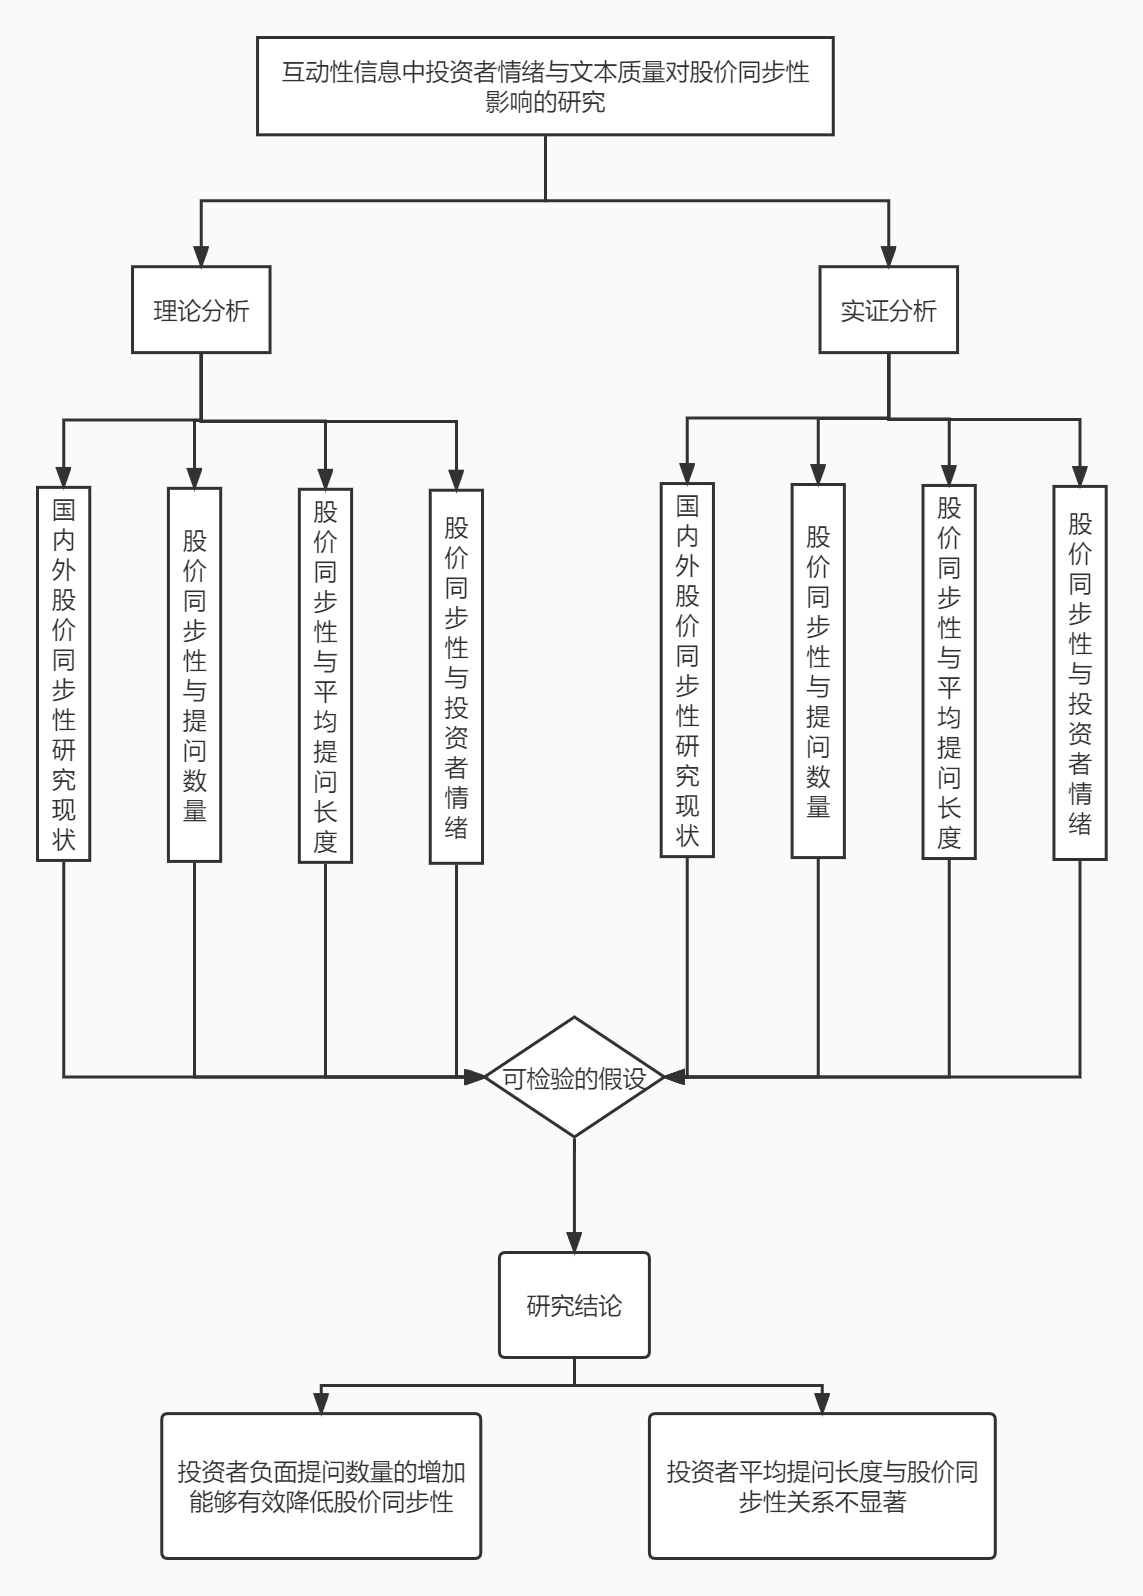 互动性信息中投资者情绪与文本质量对股价同步性
影响的研究
理论分析
实证分析
国内外股价同步性研究现状
股价同步性与提问数量
股价同步性与平均提问长度
股价同步性与投资者情绪
国内外股价同步性研究现状
股价同步性与提问数量
股价同步性与平均提问长度
股价同步性与投资者情绪
可检验的假设
研究结论
投资者负面提问数量的增加
能够有效降低股价同步性
投资者平均提问长度与股价同
步性关系不显著